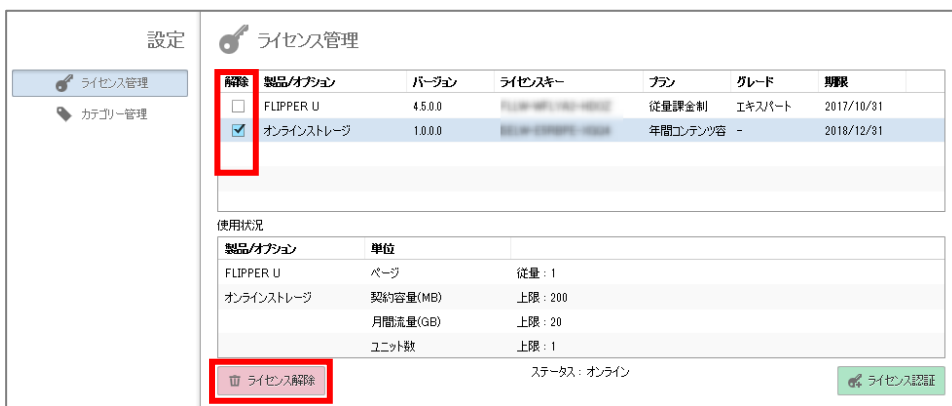 設定
ライセンス管理
カテゴリー管理
ライセンス管理
解除 製品/オプション バージョン ライセンスキー プラン グレード 期限
FLIPPER U 4.5.0.0 従量課金制 エキスパート 2017/10/31
オンラインストレージ 1.0.0.0 年間コンテンツ容 - 2018/12/31
使用状況
製品/オプション 単位
FLIPPER U ページ 従量：1
オンラインストレージ 契約容量(MB) 上限：200
月間流量(GB) 上限：20
ユニット数 上限：1
ライセンス解除 ステータス：オンライン ライセンス認証